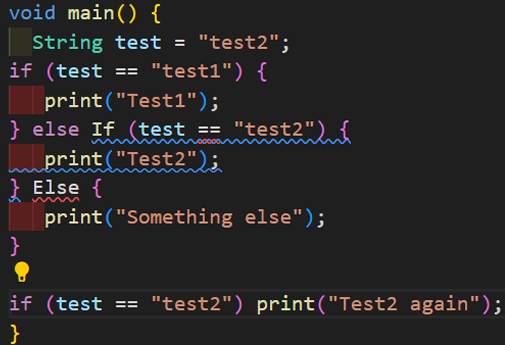 void main() {
  String test = "test2";
if (test == "test1") {
   print("Test1");
} else If (test == "test2") {
   print("Test2");
} Else {
   print("Something else");
}

if (test == "test2") print("Test2 again");
}